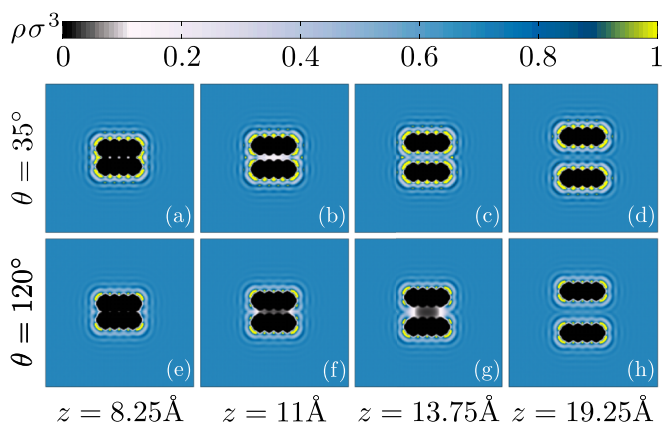 ρσ³
0 0.2 0.4 0.6 0.8 1
θ = 35°
(a) (b) (c) (d)
θ = 120°
(e) (f) (g) (h)
z = 8.25Å z = 11Å z = 13.75Å z = 19.25Å